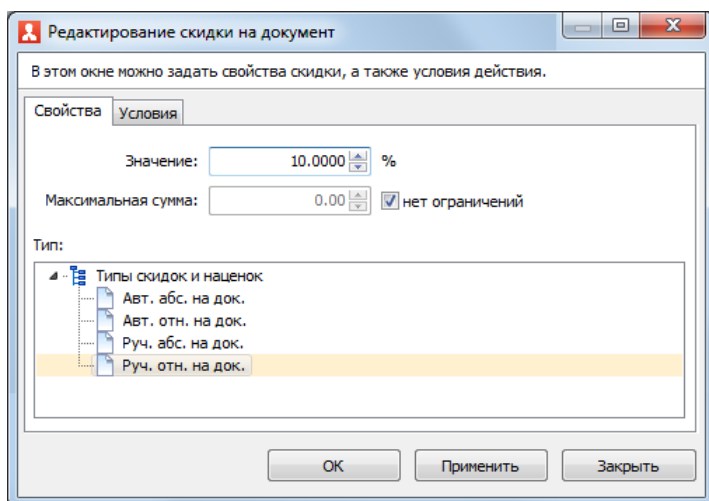 Редактирование скидки на документ
В этом окне можно задать свойства скидки, а также условия действия.
Свойства Условия
Значение: 10.0000 %
Максимальная сумма: 0.00 нет ограничений
Тип:
Типы скидок и наценок
Авт. абс. на док.
Авт. отн. на док.
Руч. абс. на док.
Руч. отн. на док.
ОК Применить Закрыть